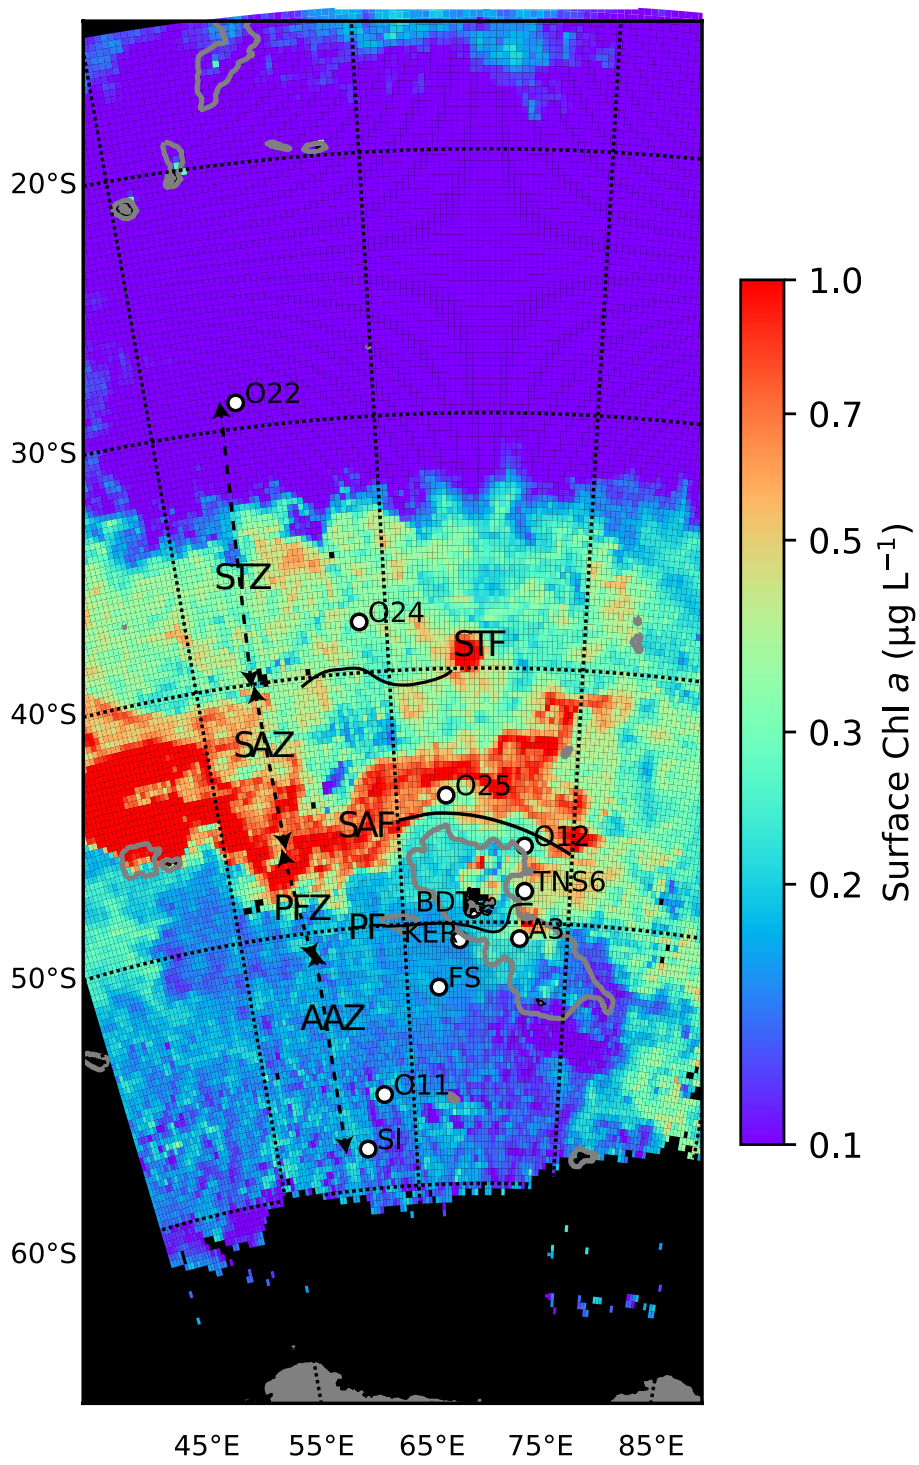 20°S
O22
1.0
0.7
30°S
0.5
STZ
O24
STF
40°S
0.3
SAZ
O25
SAF
O12
0.2
TNS6
PFZ
BDT
PF
KER
A3
50°S
FS
AAZ
O11
SI
0.1
60°S
45°E 55°E 65°E 75°E 85°E
Surface Chl a (µg L⁻¹)